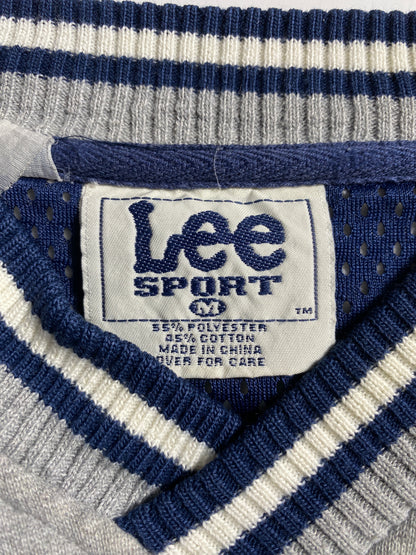 Lee
SPORT
M
TM
55% POLYESTER
45% COTTON
MADE IN CHINA
OVER FOR CARE